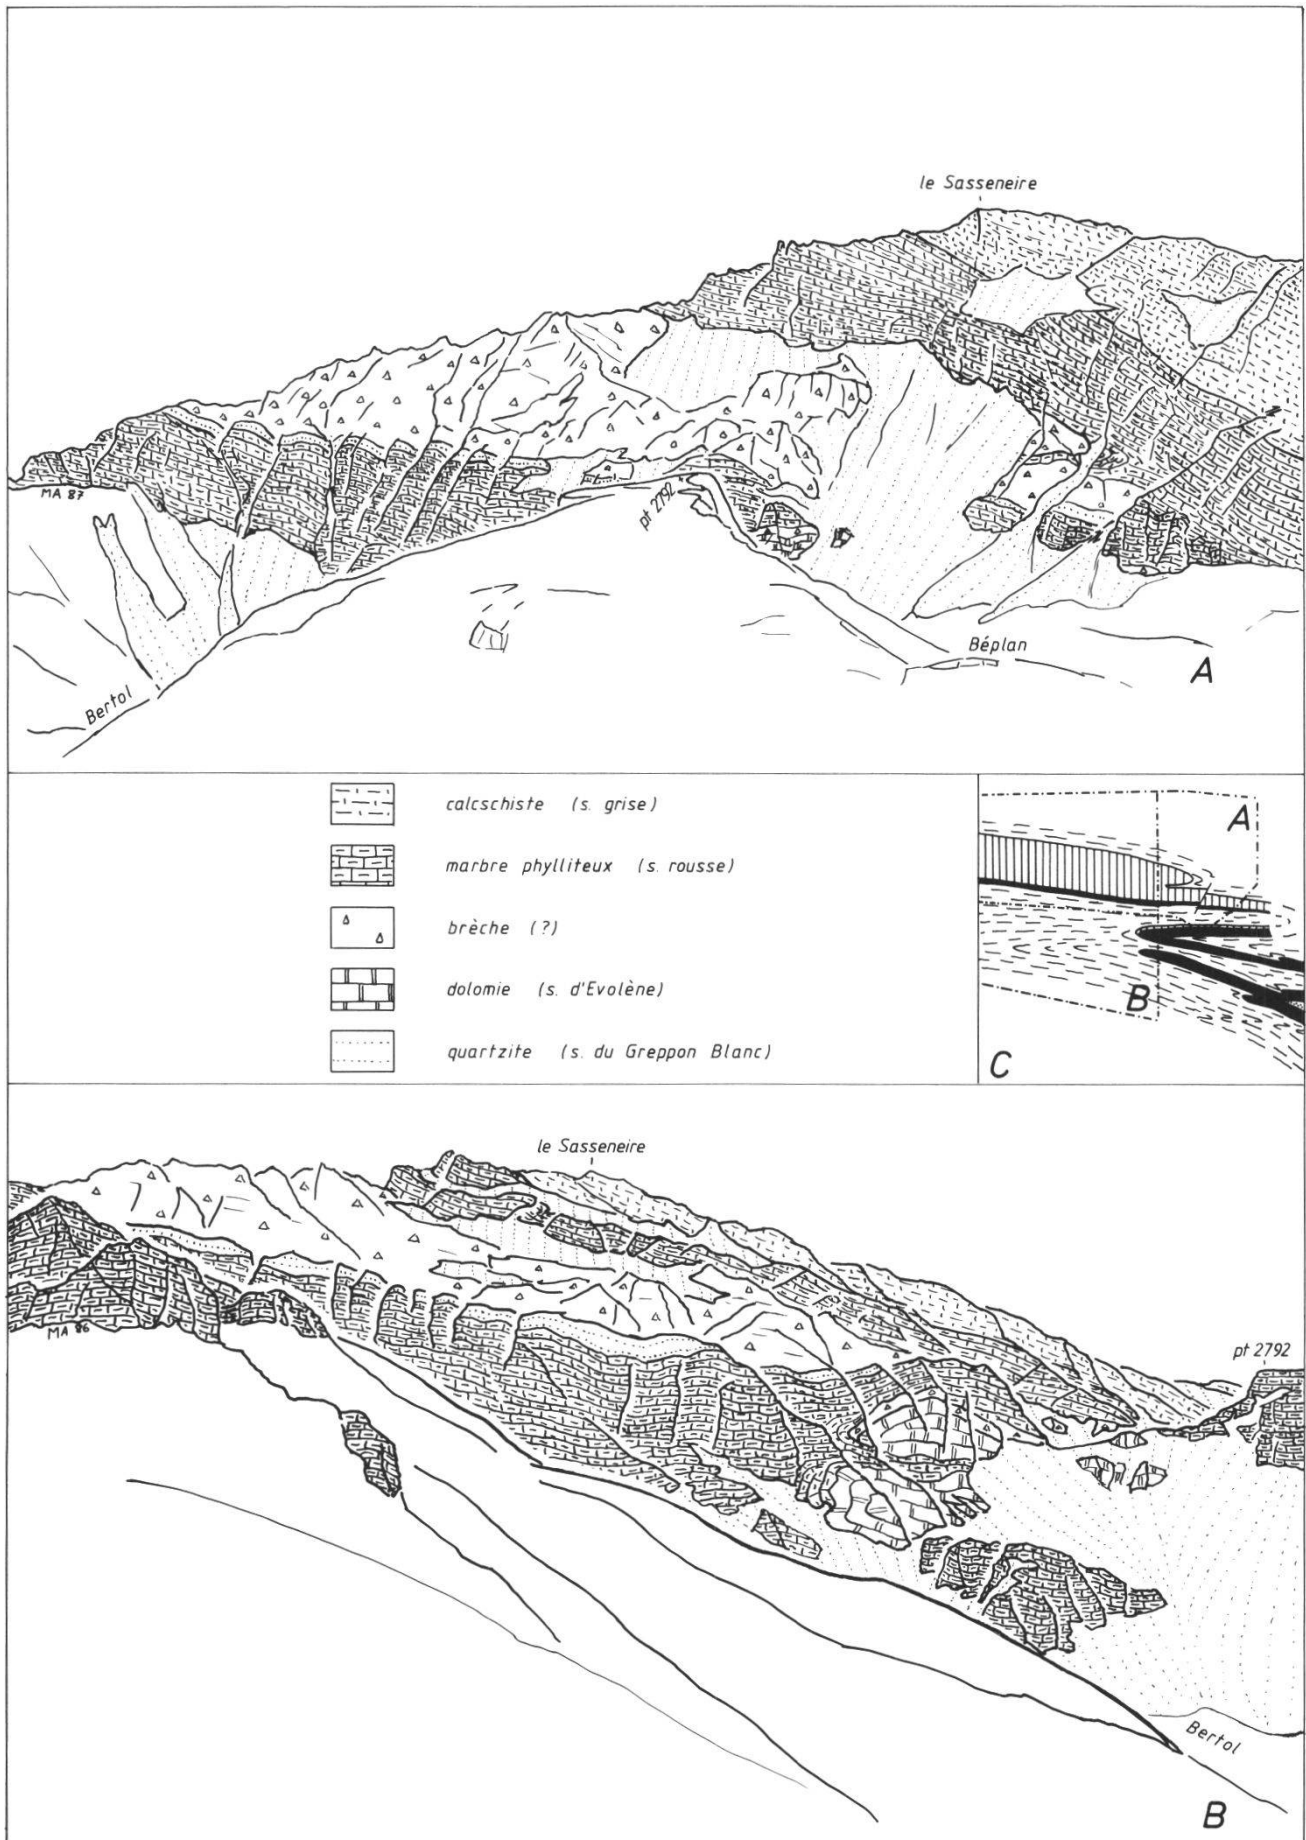 le Sasseneire
MA 87
pt 2792
Béplan
Bertol
A
calcschiste (s. grise)
marbre phylliteux (s. rousse)
brèche (?)
dolomie (s. d'Evolène)
quartzite (s. du Greppon Blanc)
A
B
C
le Sasseneire
MA 86
pt 2792
Bertol
B